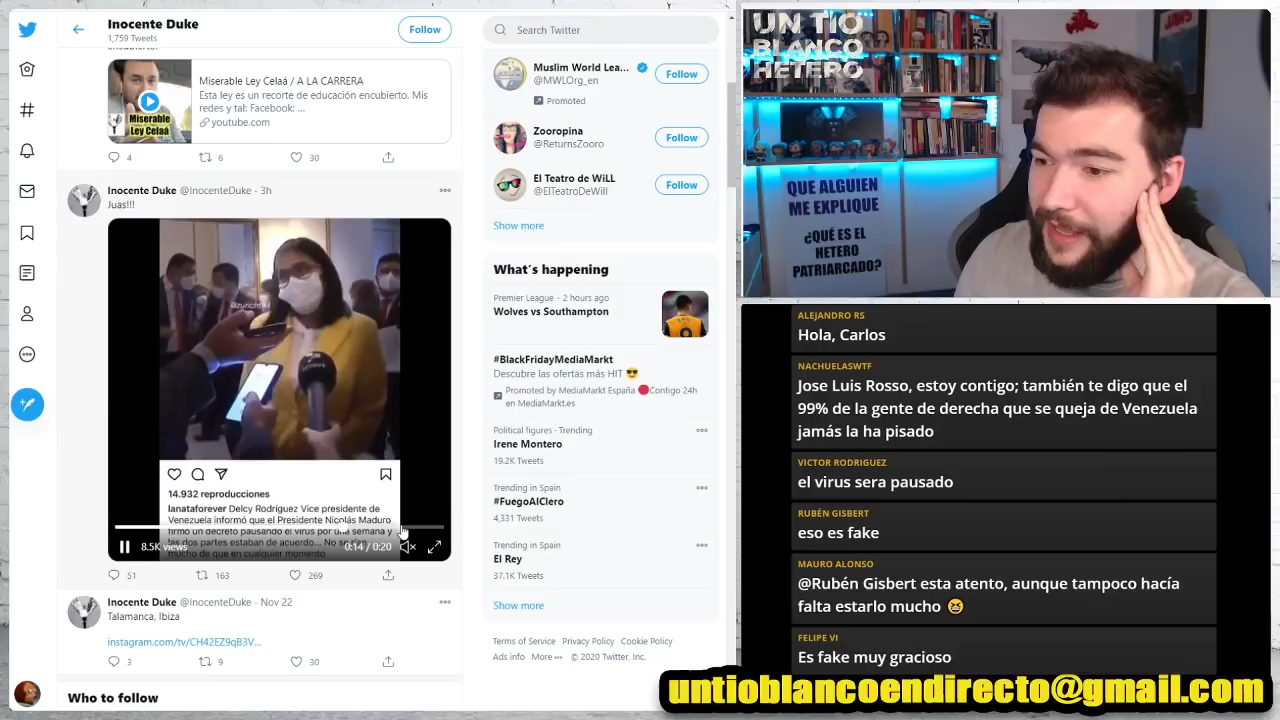 Inocente Duke
1,759 Tweets
Follow
Miserable Ley Celaá / A LA CARRERA
Esta ley es un recorte de educación encubierto. Mis
redes y tal: Facebook: ...
youtube.com
Miserable
Ley Celaá
4 6 30
Inocente Duke @InocenteDuke · 3h
Juas!!!
@zunchi94
14.932 reproducciones
lanataforever Delcy Rodríguez Vice presidente de
Venezuela informó que el Presidente Nicolás Maduro
firmo un decreto pausando el virus por una semana y
las dos partes estaban de acuerdo... No se
mucho de que en cualquier momento
8.5K views
0:14 / 0:20
51 163 269
Inocente Duke @InocenteDuke · Nov 22
Talamanca, Ibiza
instagram.com/tv/CH42EZ9qB3V...
3 9 30
Who to follow
Search Twitter
Muslim World Lea...
@MWLOrg_en
Follow
Promoted
Zooropina
@ReturnsZooro
Follow
El Teatro de WiLL
@ElTeatroDeWill
Follow
Show more
What's happening
Premier League · 2 hours ago
Wolves vs Southampton
#BlackFridayMediaMarkt
Descubre las ofertas más HIT 😎
Promoted by MediaMarkt España 🔴Contigo 24h
en MediaMarkt.es
Political figures · Trending
Irene Montero
19.2K Tweets
Trending in Spain
#FuegoAlClero
4,331 Tweets
Trending in Spain
El Rey
37.1K Tweets
Show more
Terms of Service Privacy Policy Cookie Policy
Ads info More ··· © 2020 Twitter, Inc.
UN TIO
BLANCO
HETERO
JAWS
QUE ALGUIEN
ME EXPLIQUE
¿QUÉ ES EL
HETERO
PATRIARCADO?
ALEJANDRO RS
Hola, Carlos
NACHUELASWTF
Jose Luis Rosso, estoy contigo; también te digo que el
99% de la gente de derecha que se queja de Venezuela
jamás la ha pisado
VICTOR RODRIGUEZ
el virus sera pausado
RUBÉN GISBERT
eso es fake
MAURO ALONSO
@Rubén Gisbert esta atento, aunque tampoco hacía
falta estarlo mucho 😆
FELIPE VI
Es fake muy gracioso
untioblancoendirecto@gmail.com